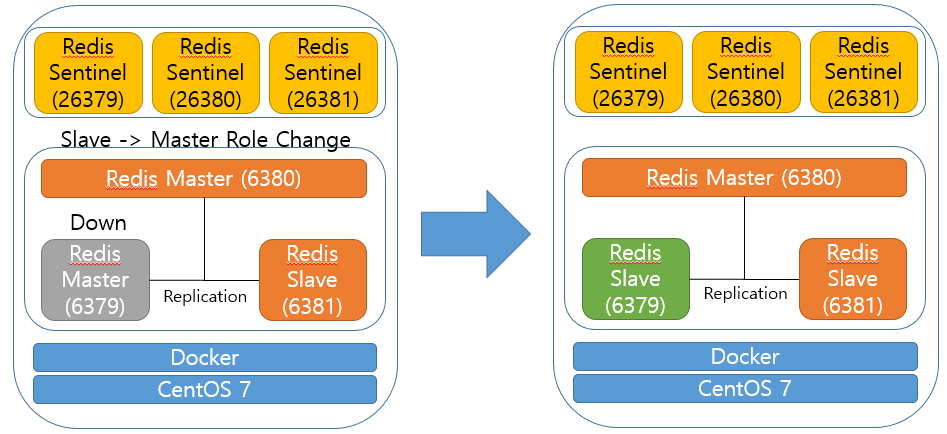 Redis
Sentinel
(26379)
Redis
Sentinel
(26380)
Redis
Sentinel
(26381)
Slave -> Master Role Change
Redis Master (6380)
Down
Redis
Master
(6379)
Replication
Redis
Slave
(6381)
Docker
CentOS 7
Redis
Sentinel
(26379)
Redis
Sentinel
(26380)
Redis
Sentinel
(26381)
Redis Master (6380)
Redis
Slave
(6379)
Replication
Redis
Slave
(6381)
Docker
CentOS 7